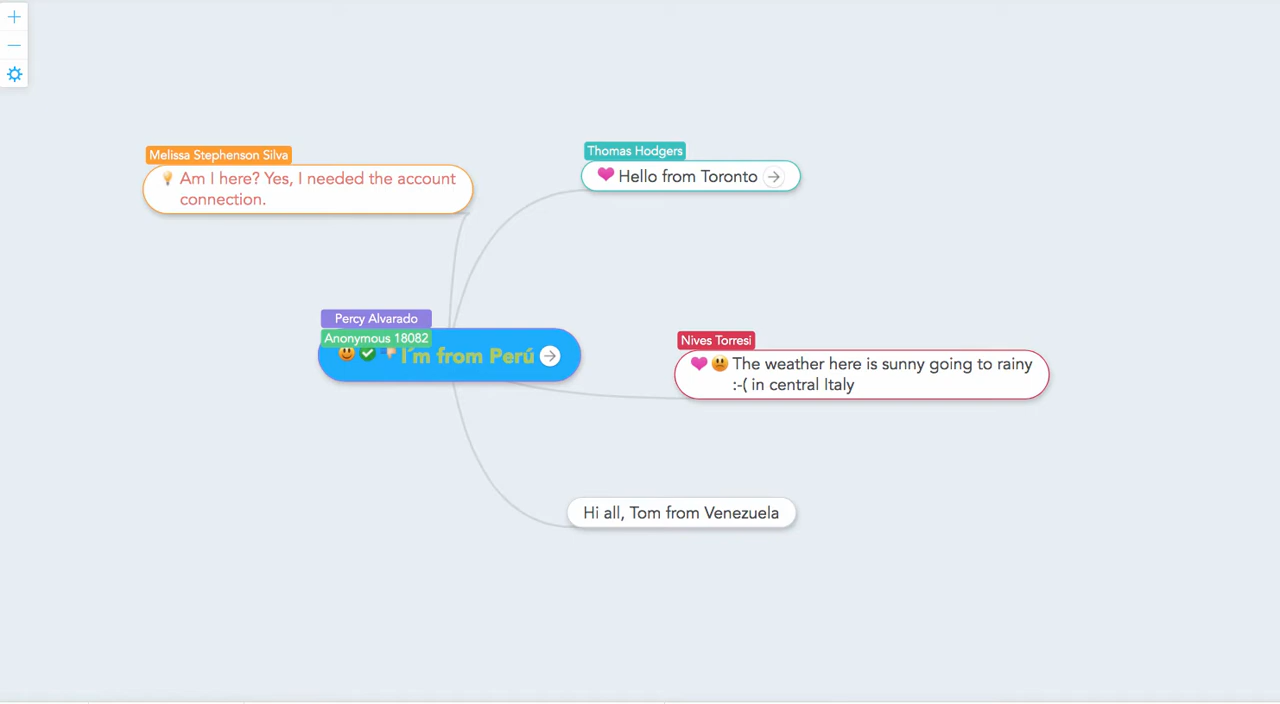 Melissa Stephenson Silva
Am I here? Yes, I needed the account
connection.
Thomas Hodgers
Hello from Toronto
Percy Alvarado
Anonymous 18082
I´m from Perú
Nives Torresi
The weather here is sunny going to rainy
:-( in central Italy
Hi all, Tom from Venezuela